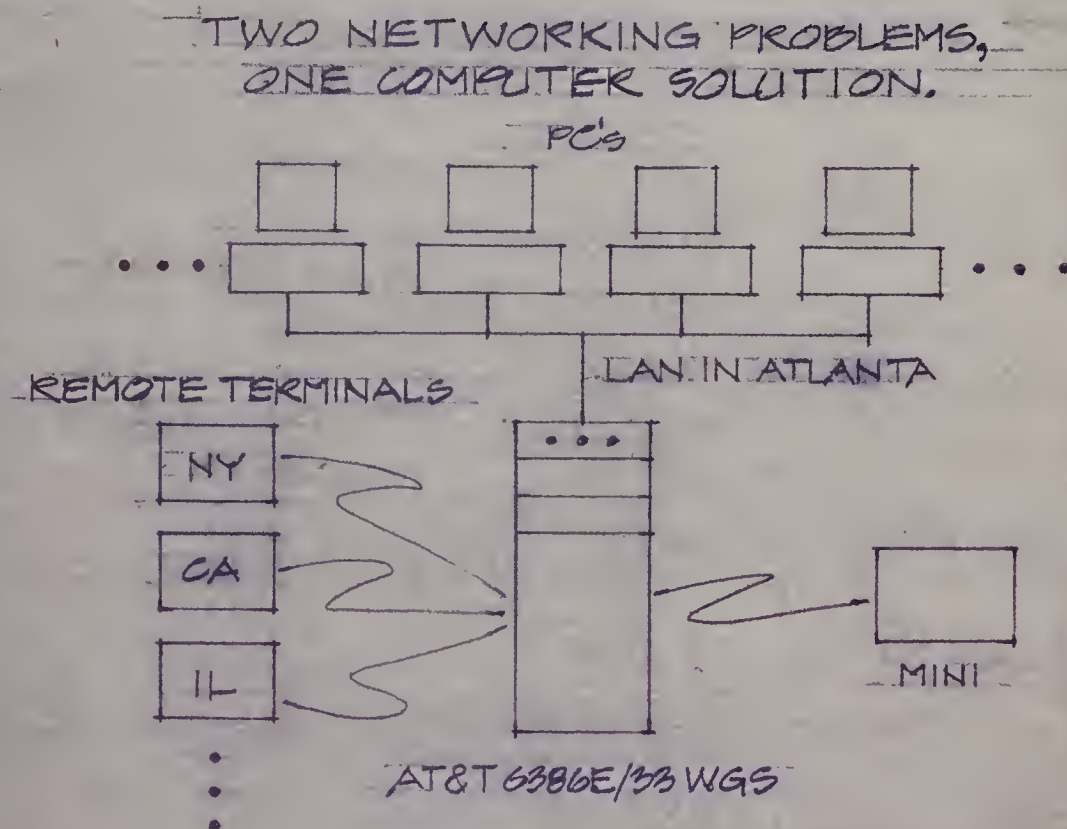 TWO NETWORKING PROBLEMS,
ONE COMPUTER SOLUTION.
PC's
LAN IN ATLANTA
REMOTE TERMINALS
NY
CA
IL
MINI
AT&T 6386E/33 WGS